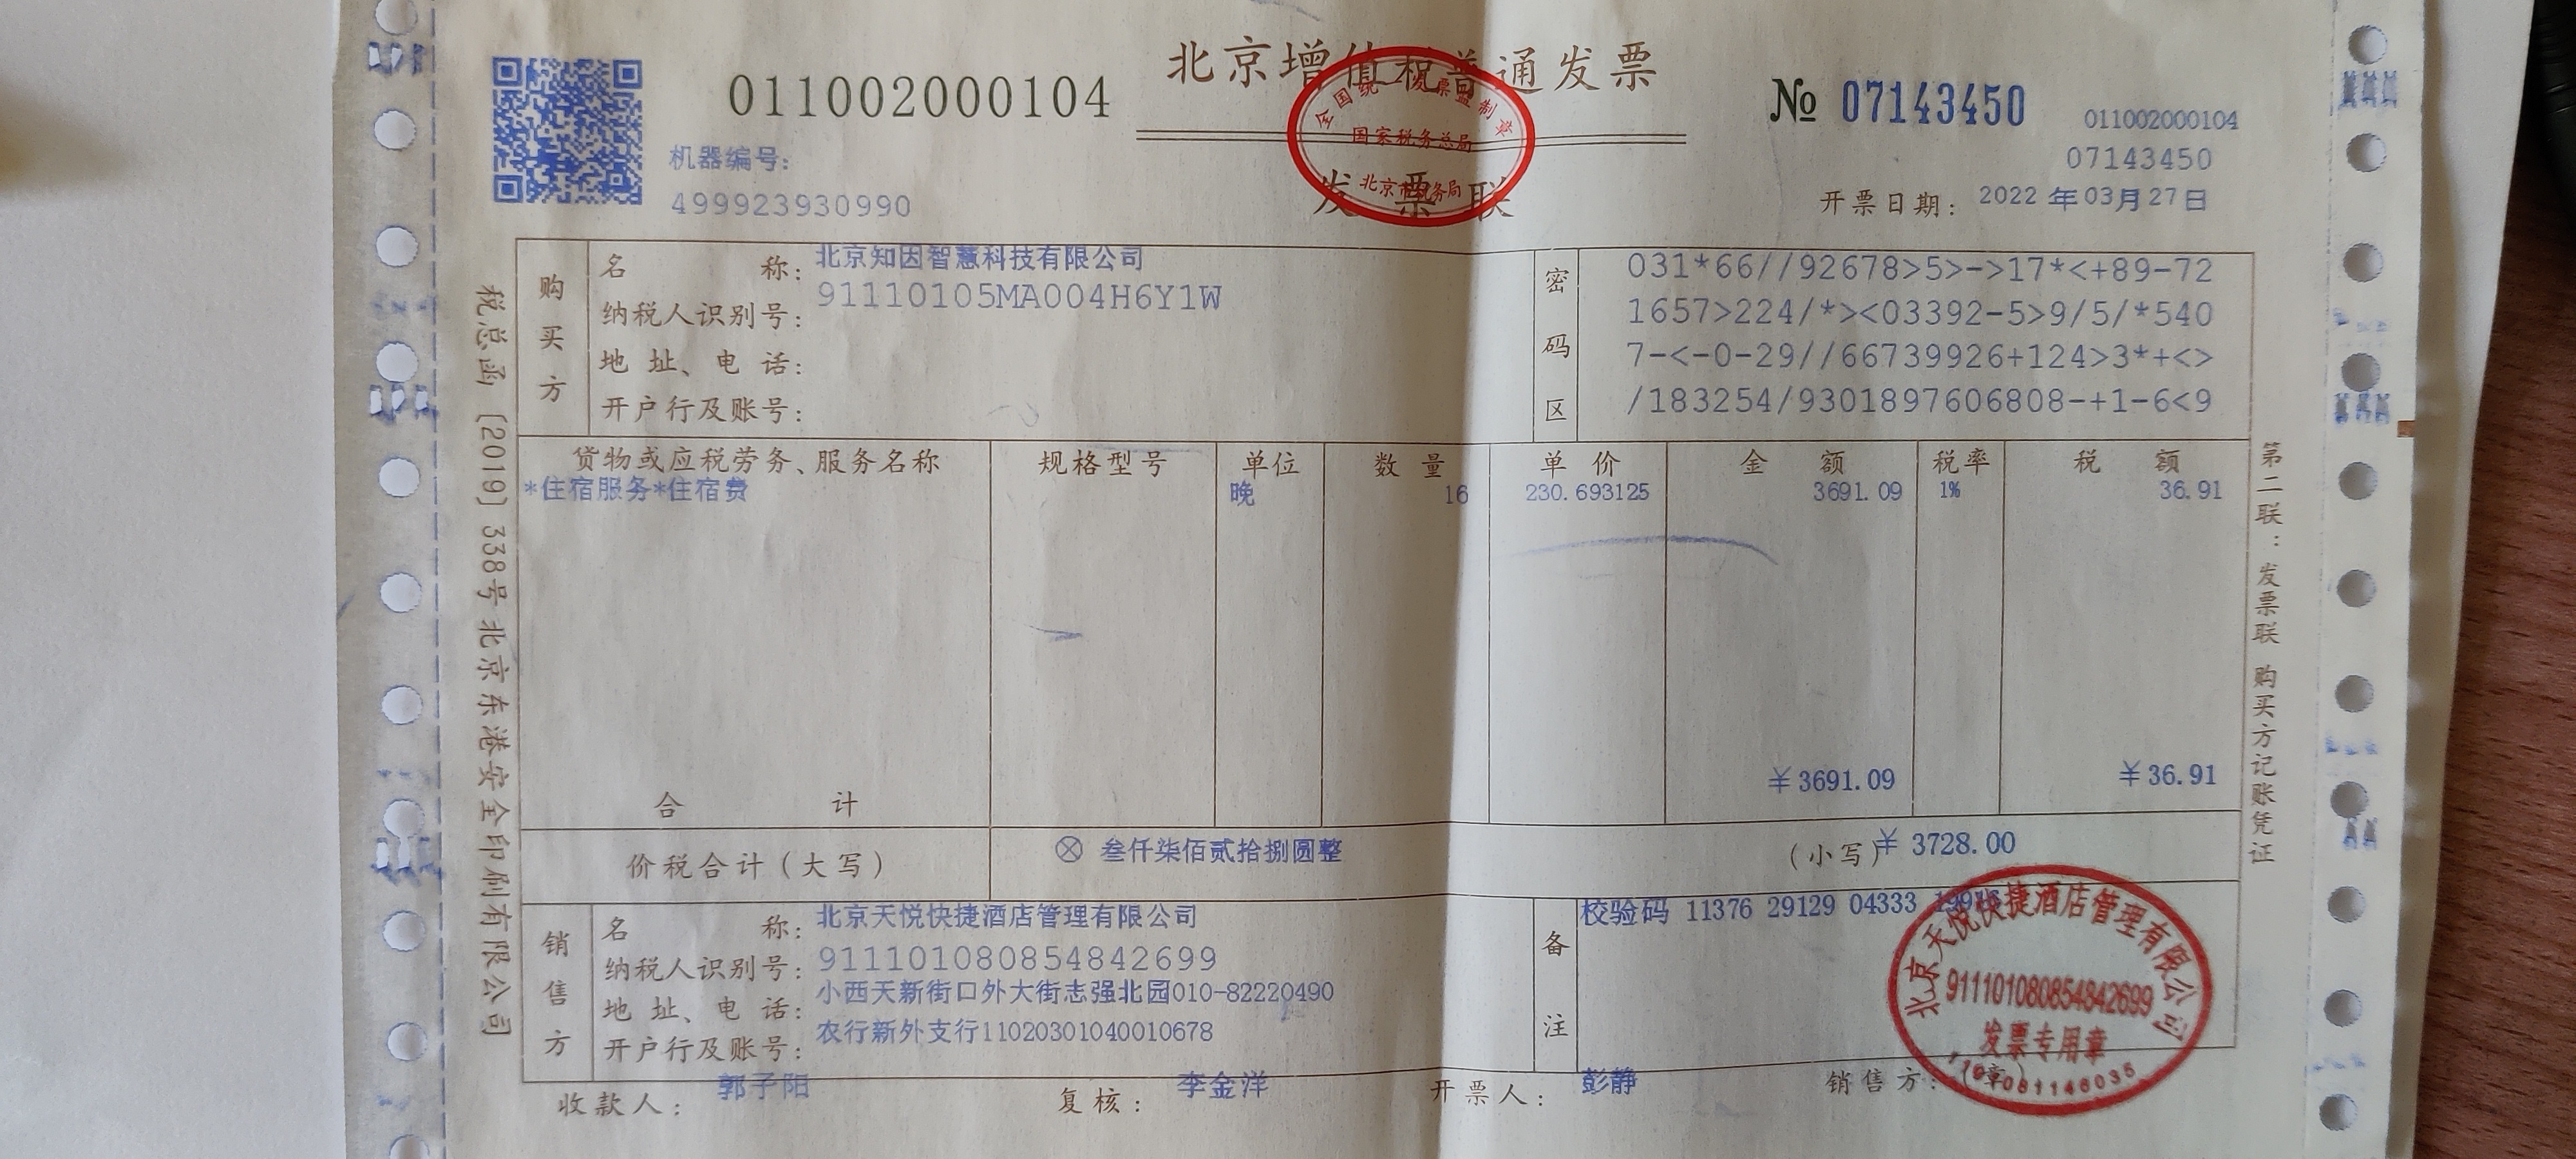 北京增值税普通发票
011002000104
№ 07143450
011002000104
07143450
机器编号:
499923930990
全国统一发票监制章
国家税务总局
北京市税务局
发票联
开票日期: 2022年03月27日
购买方
名称: 北京知因智慧科技有限公司
纳税人识别号: 91110105MA004H6Y1W
地址、电话:
开户行及账号:
密码区
031*66//92678>5>->17*<+89-72
1657>224/*><03392-5>9/5/*540
7-<-0-29//66739926+124>3*+<>
/183254/9301897606808-+1-6<9
货物或应税劳务、服务名称 规格型号 单位 数量 单价 金额 税率 税额
*住宿服务*住宿费 晚 16 230.693125 3691.09 1% 36.91
合计 ¥3691.09 ¥36.91
价税合计(大写) ⊗ 叁仟柒佰贰拾捌圆整 (小写)¥3728.00
销售方
名称: 北京天悦快捷酒店管理有限公司
纳税人识别号: 911101080854842699
地址、电话: 小西天新街口外大街志强北园010-82220490
开户行及账号: 农行新外支行11020301040010678
备注
校验码 11376 29129 04333
北京天悦快捷酒店管理有限公司
911101080854842699
发票专用章
收款人: 郭子阳 复核: 李金洋 开票人: 彭静 销售方:(章)
税总函〔2019〕338号北京东港安全印刷有限公司
第二联:发票联 购买方记账凭证